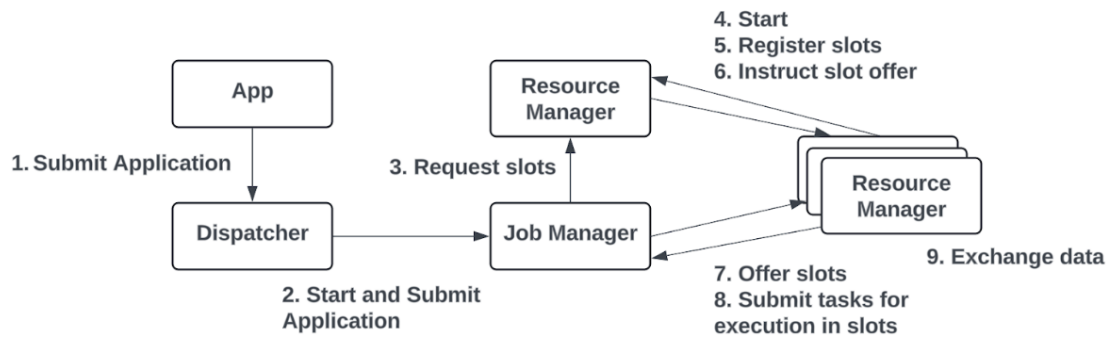 4. Start
5. Register slots
6. Instruct slot offer
App
Resource
Manager
1. Submit Application
3. Request slots
Resource
Manager
Dispatcher
Job Manager
9. Exchange data
7. Offer slots
8. Submit tasks for
execution in slots
2. Start and Submit
Application